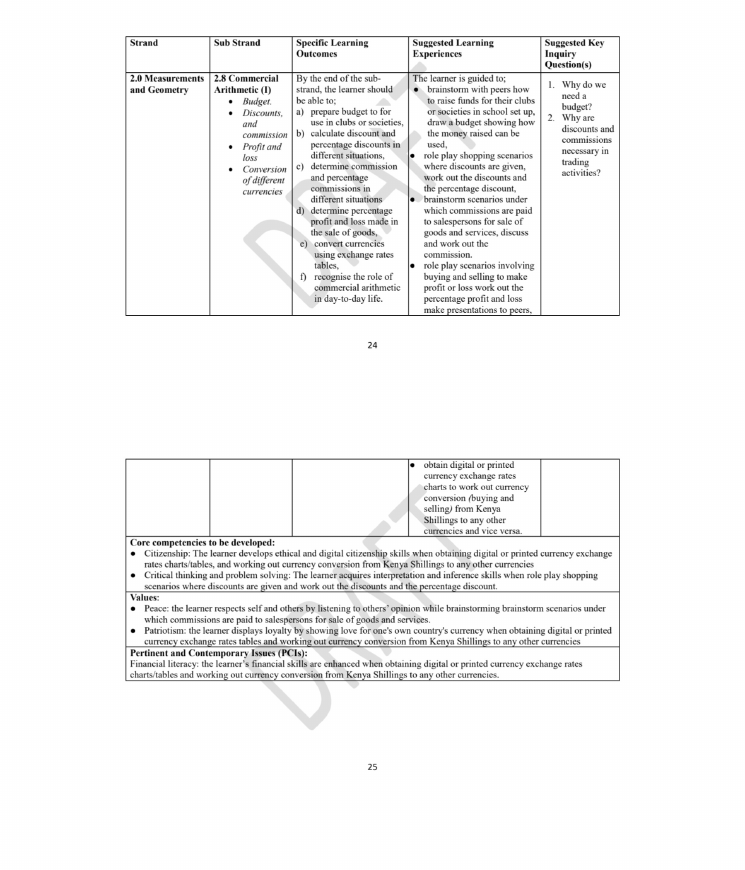 Strand
Sub Strand
Specific Learning
Outcomes
Suggested Learning
Experiences
Suggested Key
Inquiry
Question(s)
2.0 Measurements
and Geometry
2.8 Commercial
Arithmetic (I)
• Budget.
• Discounts,
and
commission
• Profit and
loss
• Conversion
of different
currencies
By the end of the sub-
strand, the learner should
be able to;
a) prepare budget to for
use in clubs or societies,
b) calculate discount and
percentage discounts in
different situations,
c) determine commission
and percentage
commissions in
different situations
d) determine percentage
profit and loss made in
the sale of goods,
e) convert currencies
using exchange rates
tables,
f) recognise the role of
commercial arithmetic
in day-to-day life.
The learner is guided to;
● brainstorm with peers how
to raise funds for their clubs
or societies in school set up,
draw a budget showing how
the money raised can be
used,
● role play shopping scenarios
where discounts are given,
work out the discounts and
the percentage discount,
● brainstorm scenarios under
which commissions are paid
to salespersons for sale of
goods and services, discuss
and work out the
commission.
● role play scenarios involving
buying and selling to make
profit or loss work out the
percentage profit and loss
make presentations to peers,
1. Why do we
need a
budget?
2. Why are
discounts and
commissions
necessary in
trading
activities?
DRAFT
24
● obtain digital or printed
currency exchange rates
charts to work out currency
conversion (buying and
selling) from Kenya
Shillings to any other
currencies and vice versa.
Core competencies to be developed:
● Citizenship: The learner develops ethical and digital citizenship skills when obtaining digital or printed currency exchange
rates charts/tables, and working out currency conversion from Kenya Shillings to any other currencies
● Critical thinking and problem solving: The learner acquires interpretation and inference skills when role play shopping
scenarios where discounts are given and work out the discounts and the percentage discount.
Values:
● Peace: the learner respects self and others by listening to others' opinion while brainstorming brainstorm scenarios under
which commissions are paid to salespersons for sale of goods and services.
● Patriotism: the learner displays loyalty by showing love for one's own country's currency when obtaining digital or printed
currency exchange rates tables and working out currency conversion from Kenya Shillings to any other currencies
Pertinent and Contemporary Issues (PCIs):
Financial literacy: the learner's financial skills are enhanced when obtaining digital or printed currency exchange rates
charts/tables and working out currency conversion from Kenya Shillings to any other currencies.
DRAFT
25